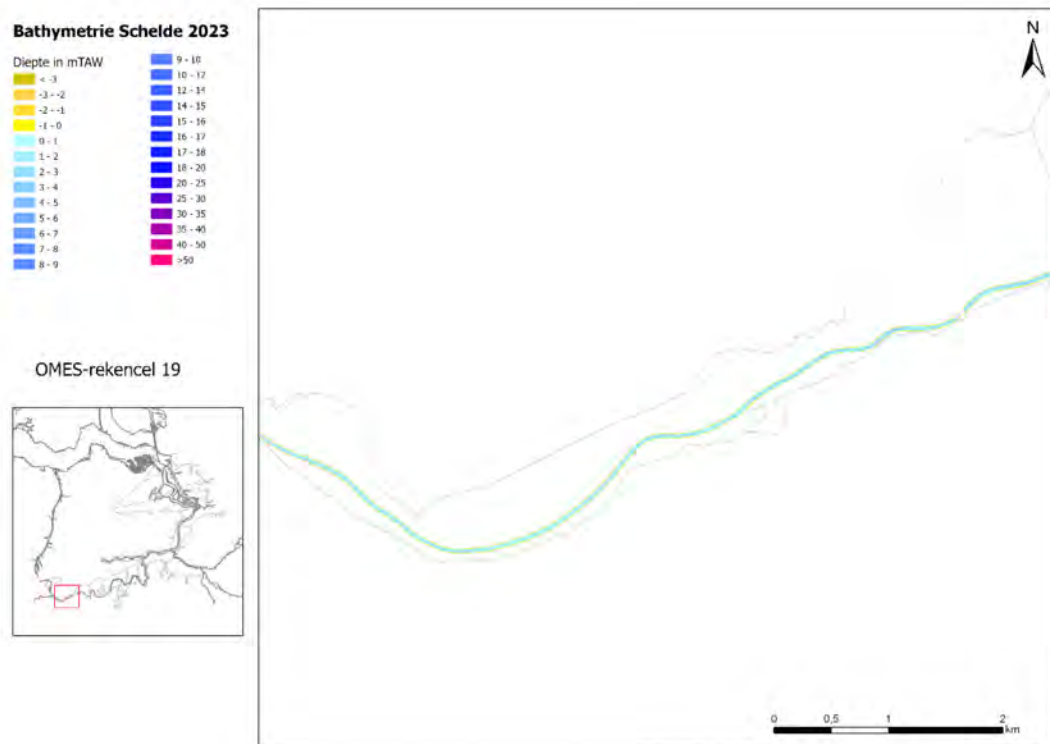 Bathymetrie Schelde 2023
Diepte in mTAW
< -3
-3 - -2
-2 - -1
-1 - 0
0 - 1
1 - 2
2 - 3
3 - 4
4 - 5
5 - 6
6 - 7
7 - 8
8 - 9
9 - 10
10 - 12
12 - 14
14 - 15
15 - 16
16 - 17
17 - 18
18 - 20
20 - 25
25 - 30
30 - 35
35 - 40
40 - 50
>50
OMES-rekencel 19
N
0 0,5 1 2
km